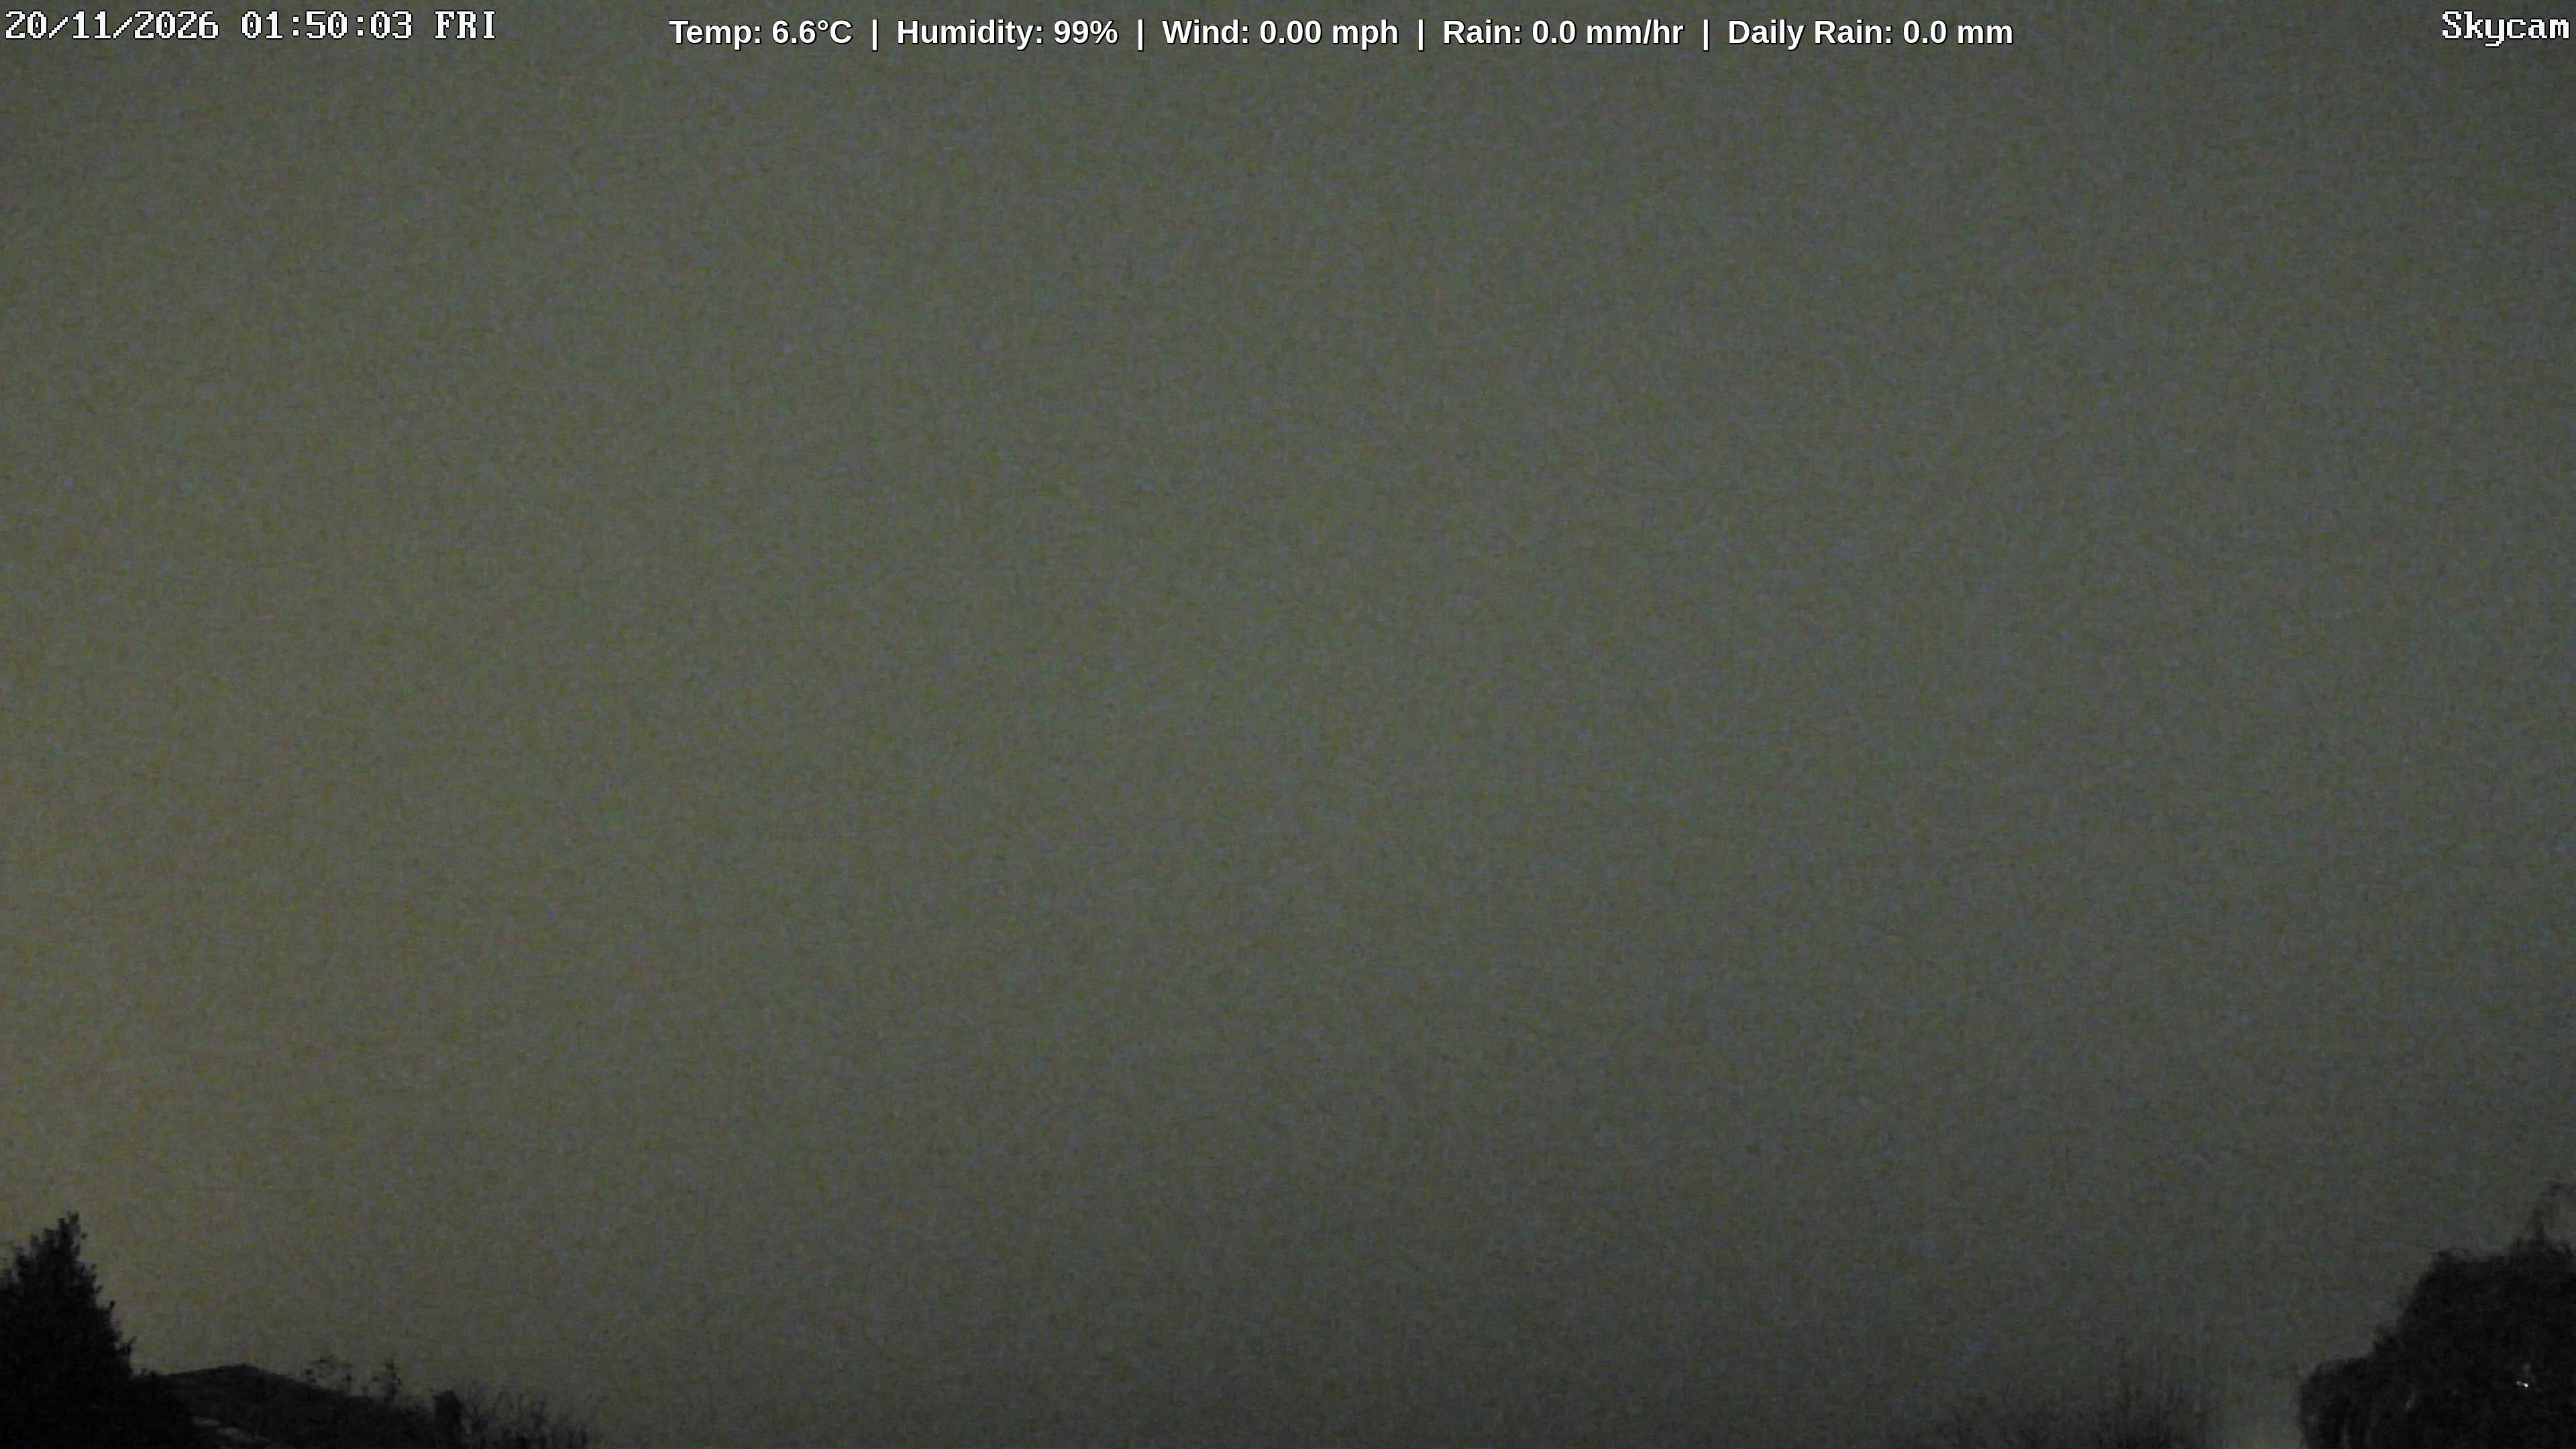 20/11/2026 01:50:03 FRI
Temp: 6.6°C | Humidity: 99% | Wind: 0.00 mph | Rain: 0.0 mm/hr | Daily Rain: 0.0 mm
Skycam